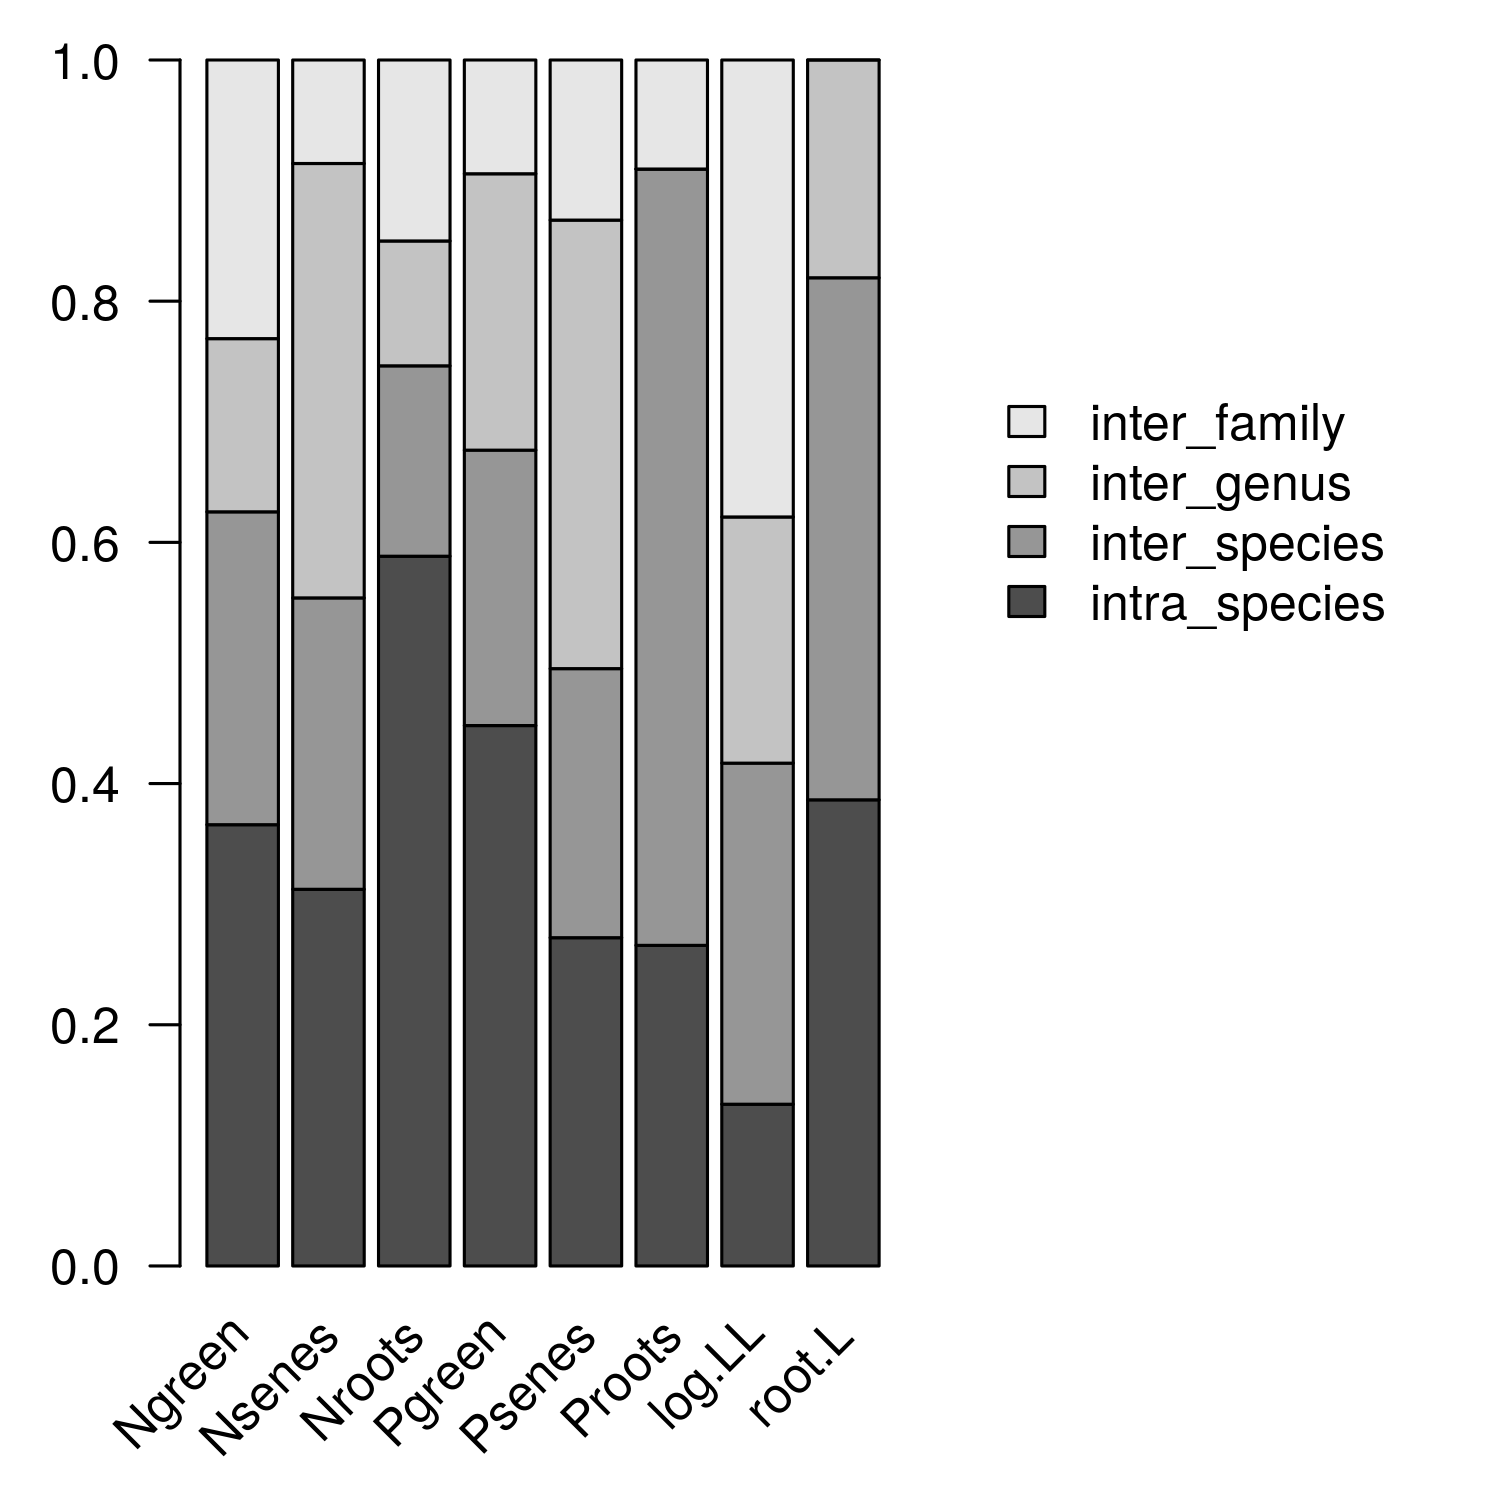 1.0
0.8
0.6
0.4
0.2
0.0
inter_family
inter_genus
inter_species
intra_species
Ngreen
Nsenes
Nroots
Pgreen
Psenes
Proots
log.LL
root.L